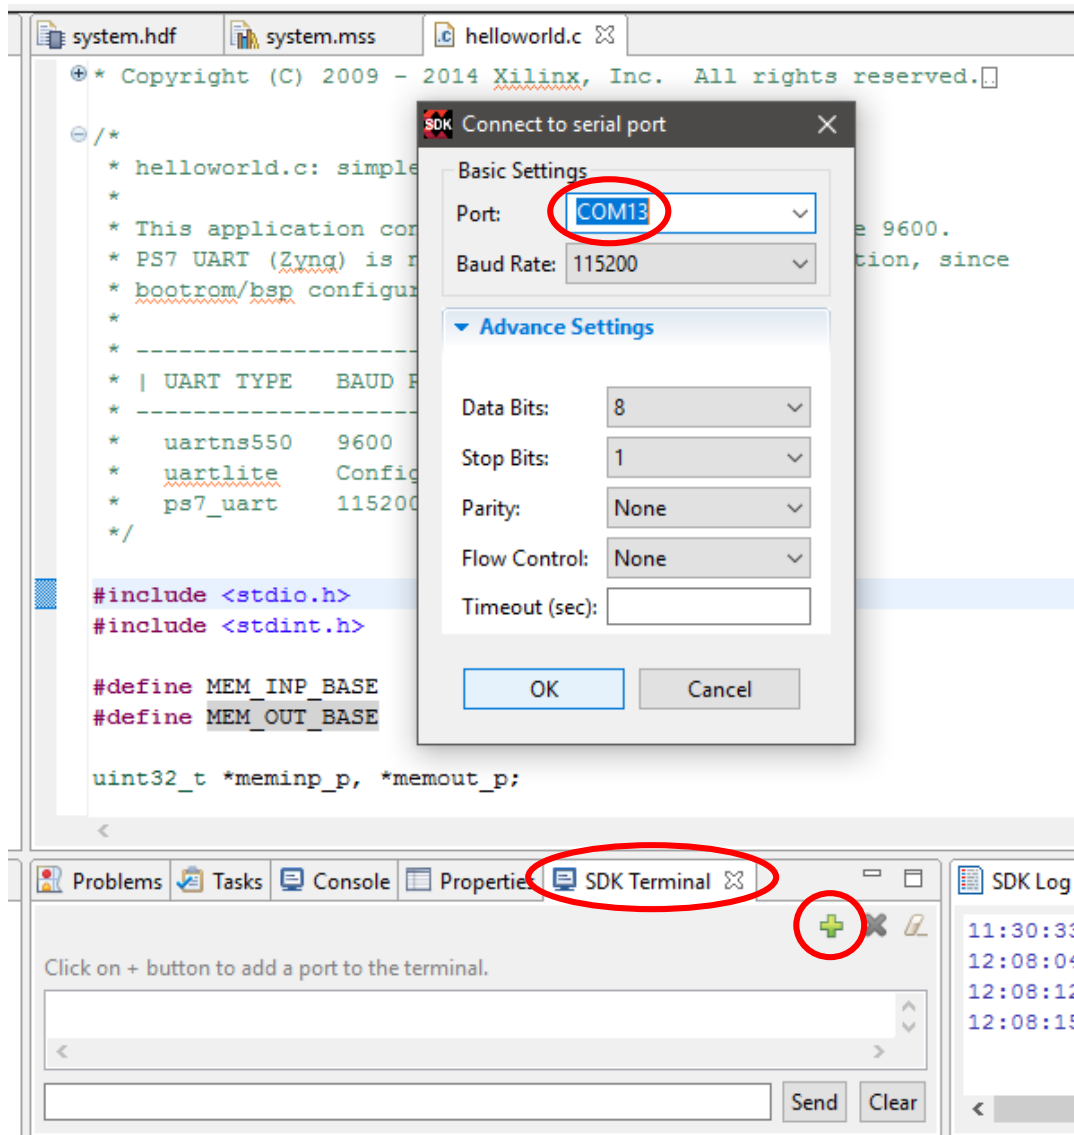 system.hdf
system.mss
helloworld.c
* Copyright (C) 2009 - 2014 Xilinx, Inc.  All rights reserved.
/*
* helloworld.c: simple
*
* This application con
e 9600.
* PS7 UART (Zynq) is
tion, since
* bootrom/bsp configur
*
* --------------------
* | UART TYPE   BAUD
* --------------------
*   uartns550   9600
*   uartlite    Config
*   ps7_uart    115200
*/
#include <stdio.h>
#include <stdint.h>
#define MEM_INP_BASE
#define MEM_OUT_BASE
uint32_t *meminp_p, *memout_p;
SDK Connect to serial port
Basic Settings
Port: COM13
Baud Rate: 115200
Advance Settings
Data Bits: 8
Stop Bits: 1
Parity: None
Flow Control: None
Timeout (sec):
OK Cancel
Problems Tasks Console Properties SDK Terminal
Click on + button to add a port to the terminal.
Send Clear
SDK Log
11:30:33
12:08:04
12:08:12
12:08:15